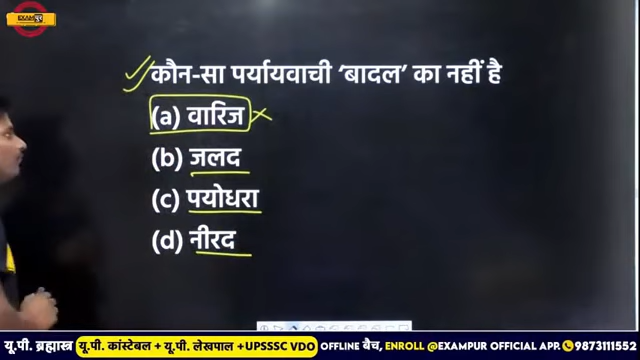 EXAMपुर
कौन-सा पर्यायवाची ‘बादल’ का नहीं है
(a) वारिज
(b) जलद
(c) पयोधरा
(d) नीरद
यू.पी. ब्रह्मास्त्र यू.पी. कांस्टेबल + यू.पी. लेखपाल +UPSSSC VDO OFFLINE बैच, ENROLL @EXAMPUR OFFICIAL APP. 9873111552